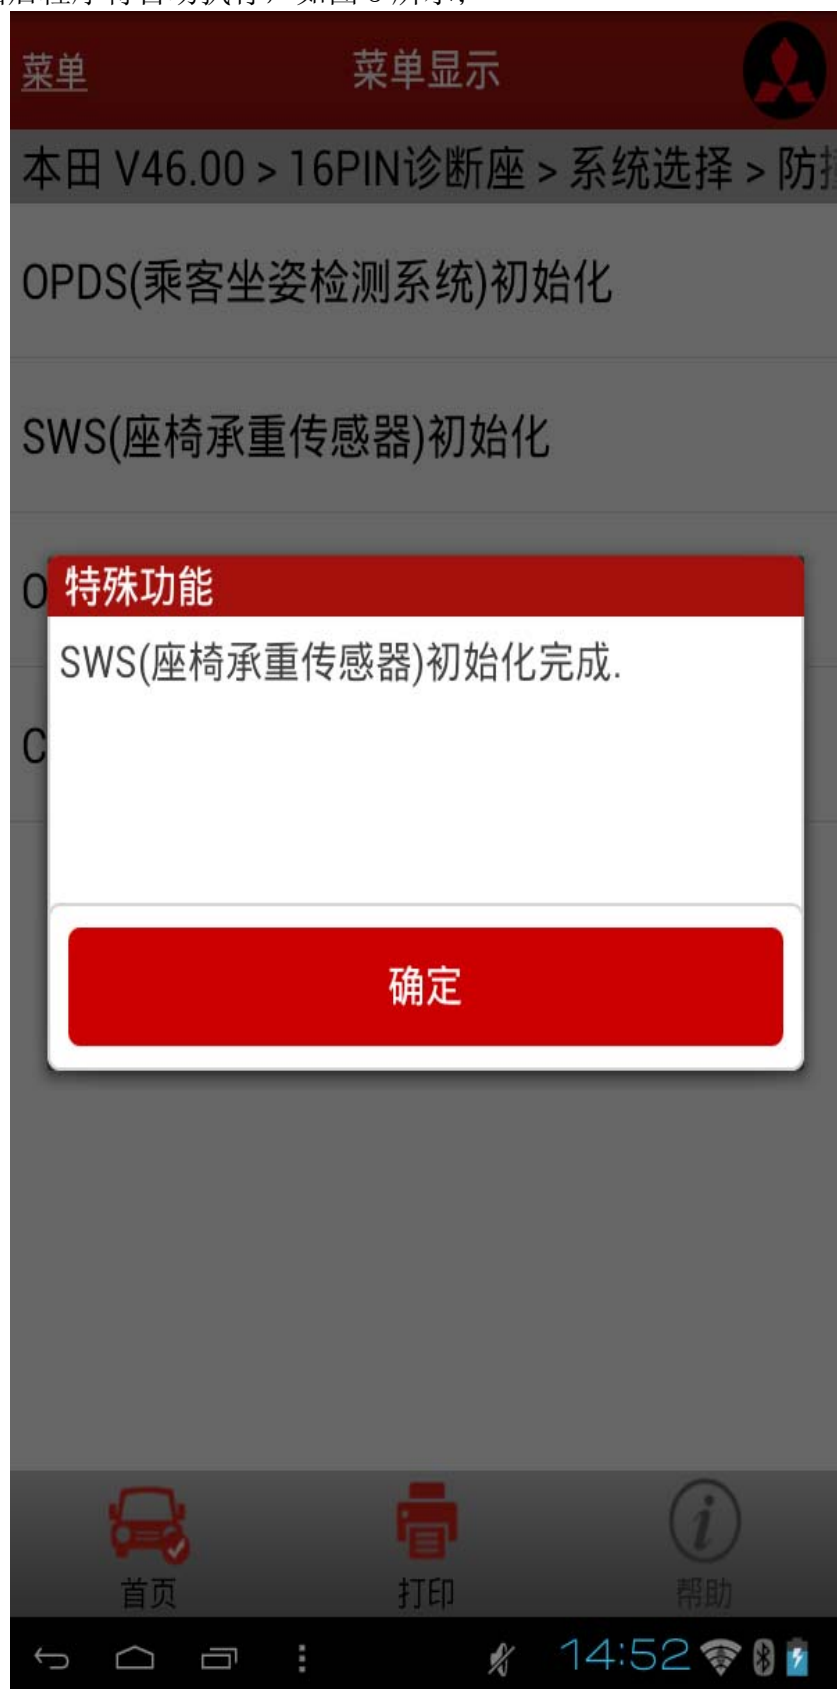 菜单
菜单显示
本田 V46.00 > 16PIN诊断座 > 系统选择 > 防
OPDS(乘客坐姿检测系统)初始化
SWS(座椅承重传感器)初始化
O
特殊功能
SWS(座椅承重传感器)初始化完成.
C
确定
首页
打印
帮助
14:52